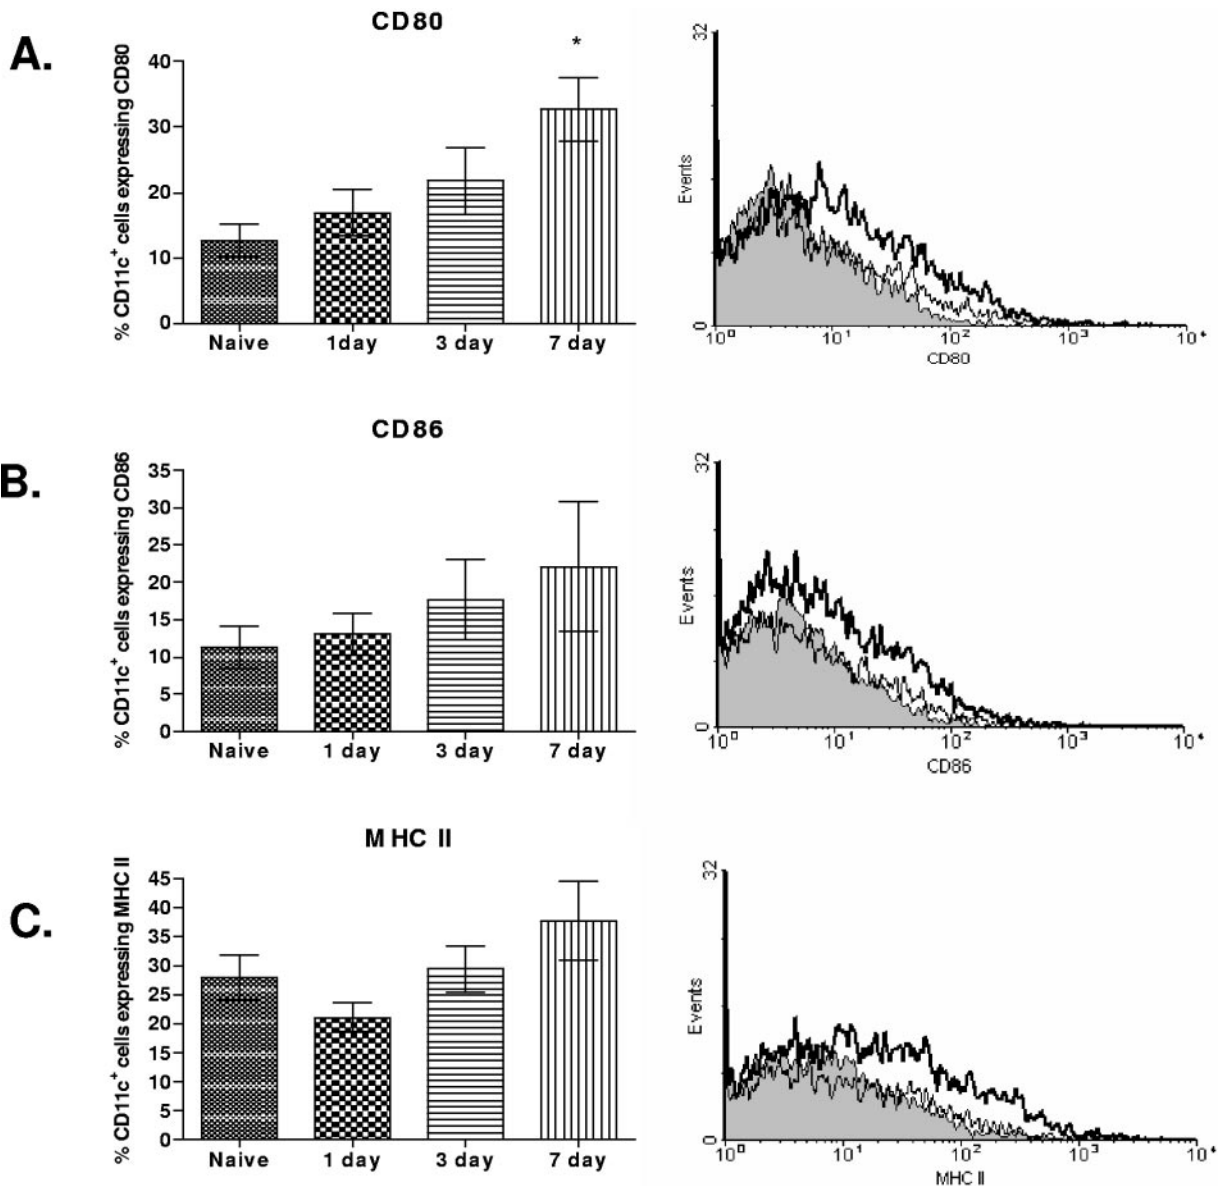 A.
CD80
*
% CD11c⁺ cells expressing CD80
40
30
20
10
0
Naive 1day 3 day 7 day
32
Events
0
10⁰ 10¹ 10² 10³ 10⁴
CD80
B.
CD86
% CD11c⁺ cells expressing CD86
35
30
25
20
15
10
5
0
Naive 1 day 3 day 7 day
32
Events
0
10⁰ 10¹ 10² 10³ 10⁴
CD86
C.
MHC II
% CD11c⁺ cells expressing MHC II
45
40
35
30
25
20
15
10
5
0
Naive 1 day 3 day 7 day
32
Events
0
10⁰ 10¹ 10² 10³ 10⁴
MHC II